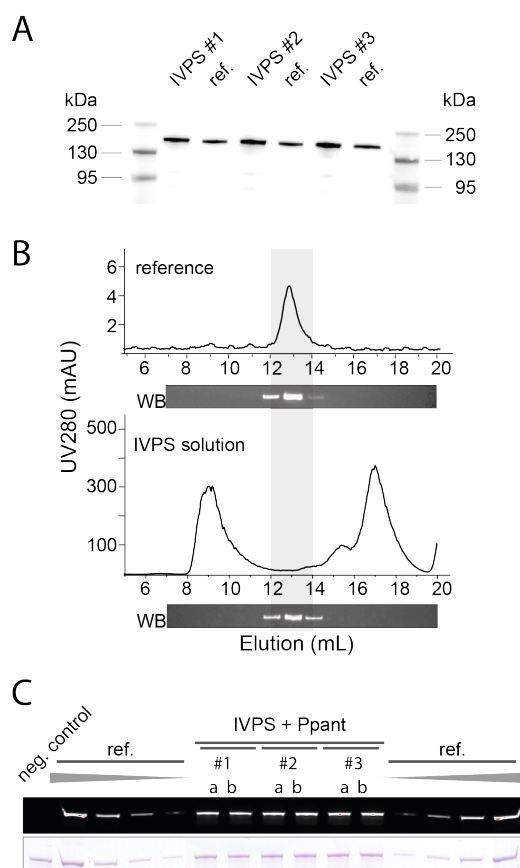 A
IVPS #1 ref. IVPS #2 ref. IVPS #3 ref.
kDa kDa
250 250
130 130
95 95
B
6
4
2
reference
6 8 10 12 14 16 18 20
WB
UV280 (mAU)
500
300
100
IVPS solution
6 8 10 12 14 16 18 20
WB
Elution (mL)
C
neg. control
IVPS + Ppant
ref. ref.
#1 #2 #3
a b a b a b